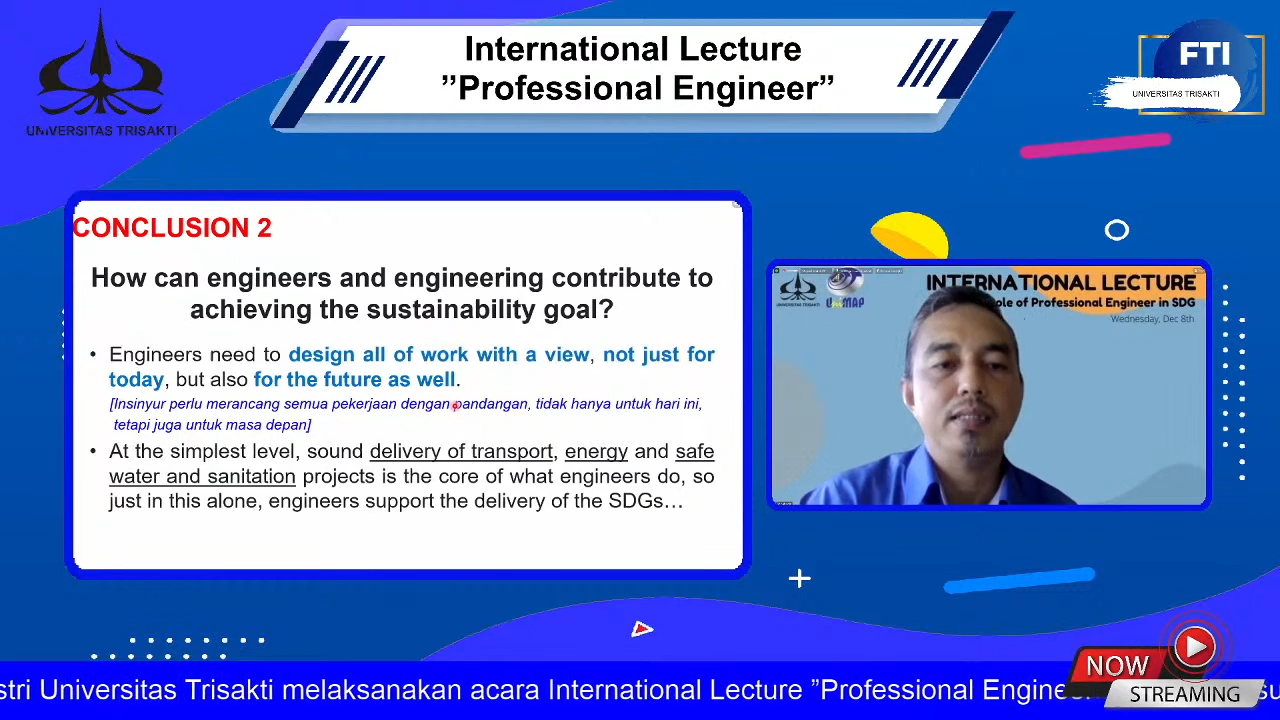 UNIVERSITAS TRISAKTI
International Lecture
”Professional Engineer”
FTI
UNIVERSITAS TRISAKTI
CONCLUSION 2
How can engineers and engineering contribute to
achieving the sustainability goal?
• Engineers need to design all of work with a view, not just for
today, but also for the future as well.
[Insinyur perlu merancang semua pekerjaan dengan pandangan, tidak hanya untuk hari ini,
tetapi juga untuk masa depan]
• At the simplest level, sound delivery of transport, energy and safe
water and sanitation projects is the core of what engineers do, so
just in this alone, engineers support the delivery of the SDGs…
UNIVERSITAS TRISAKTI
UniMAP
INTERNATIONAL LECTURE
ole of Professional Engineer in SDG
Wednesday, Dec 8th
stri Universitas Trisakti melaksanakan acara International Lecture ”Professional Engine
su
NOW
STREAMING